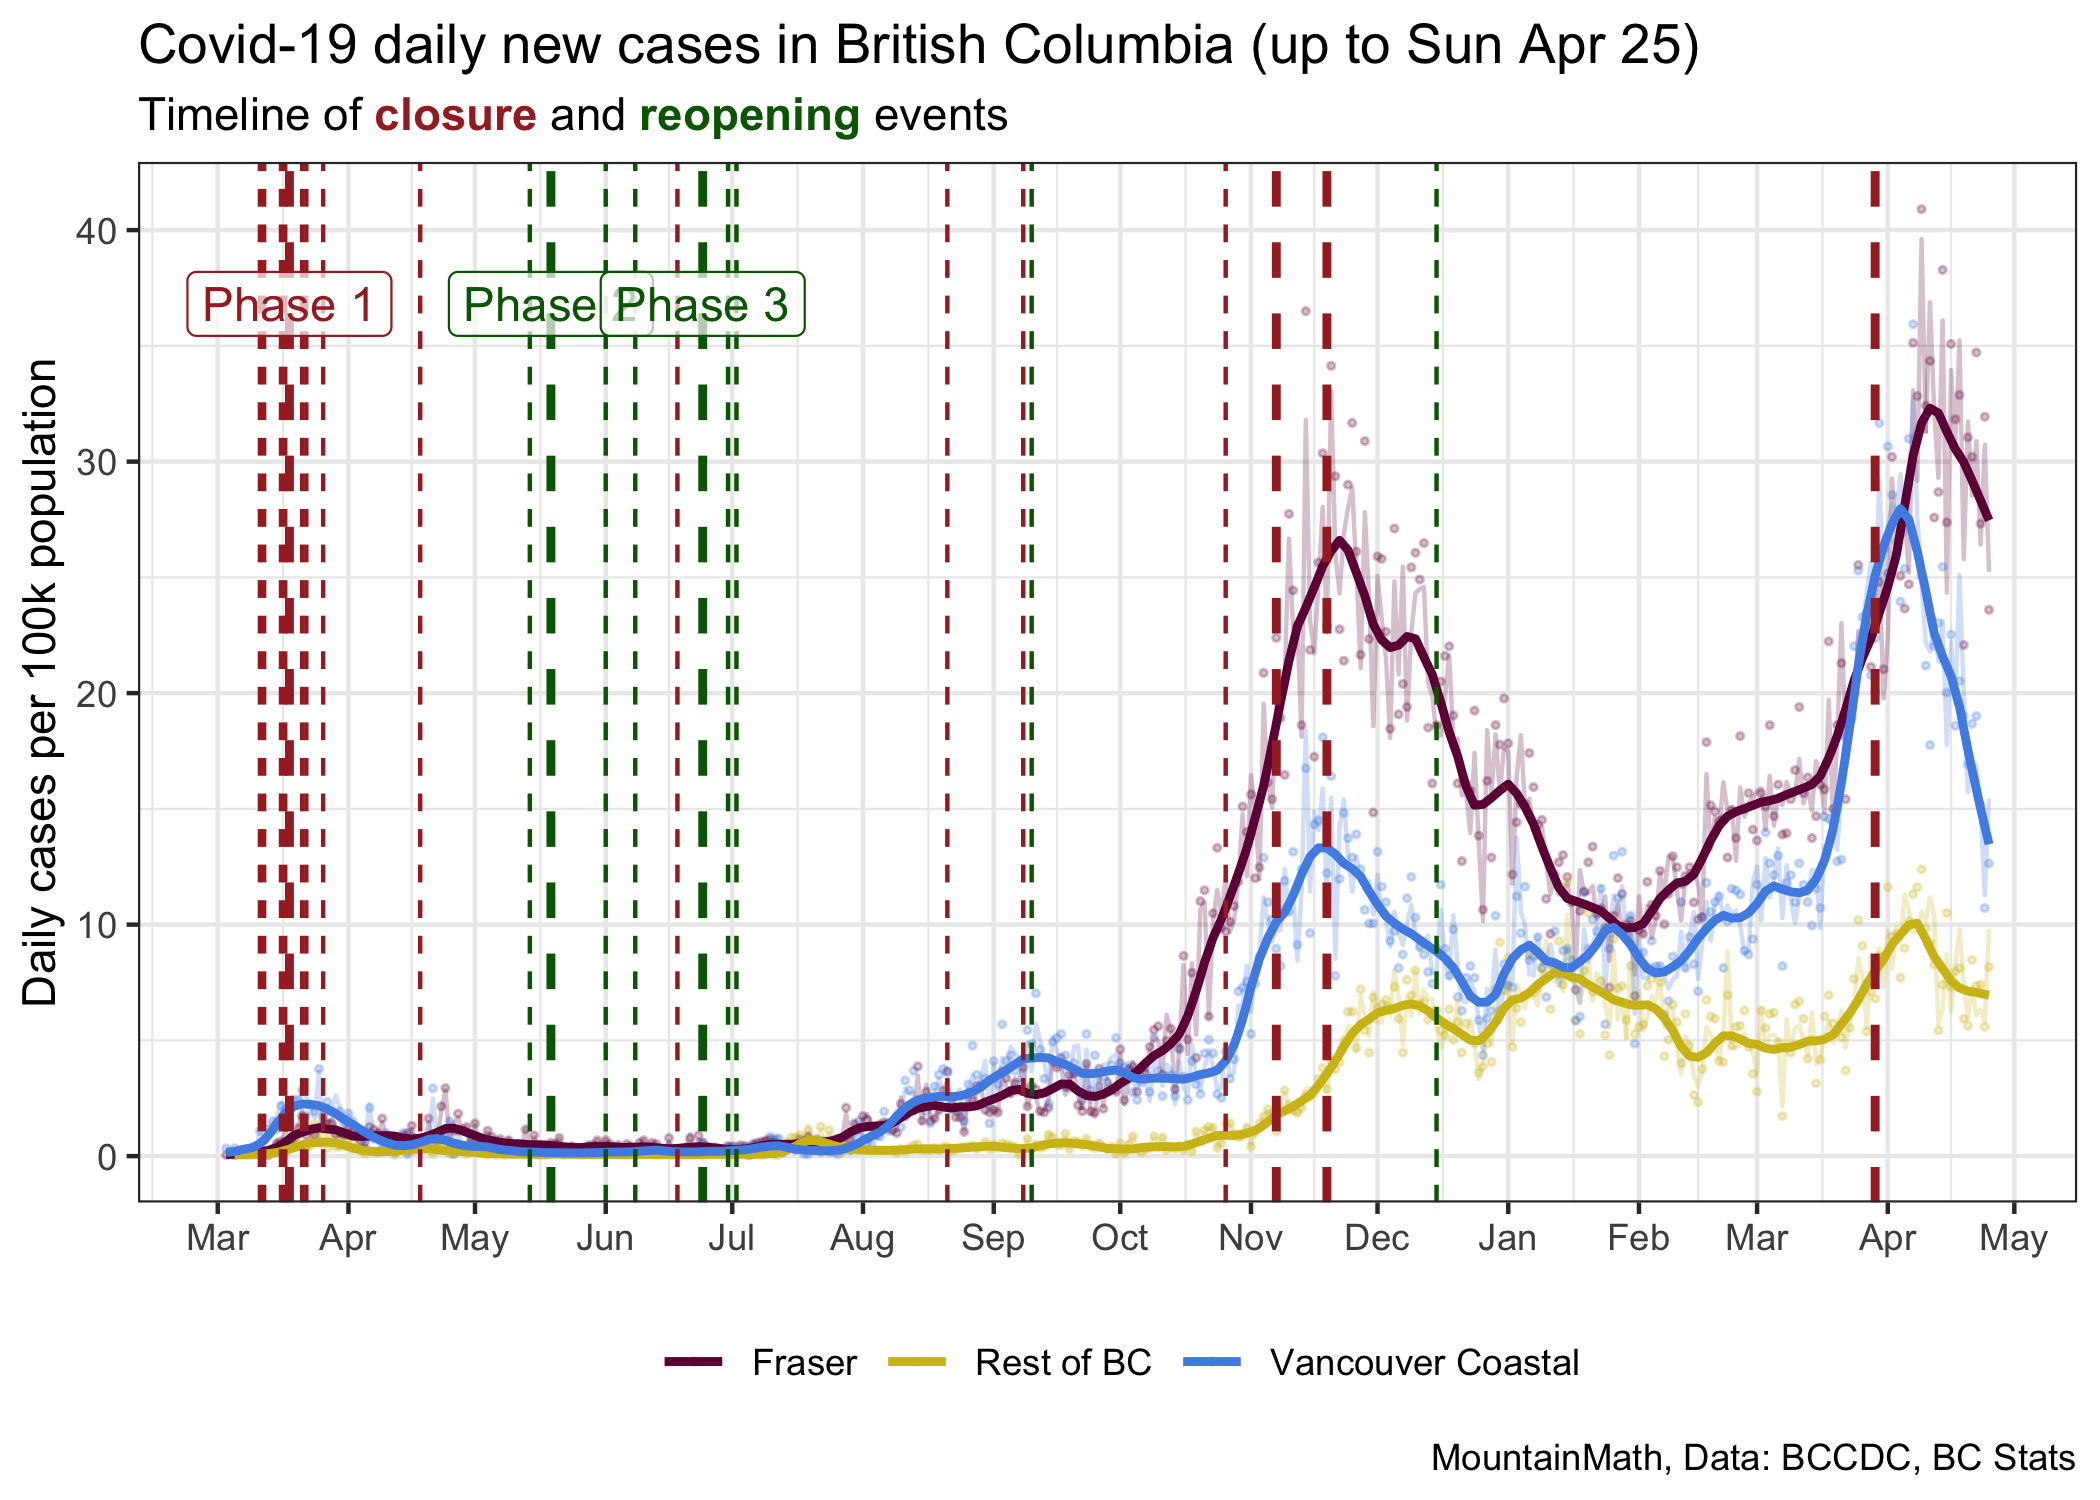 Covid-19 daily new cases in British Columbia (up to Sun Apr 25)
Timeline of closure and reopening events
Daily cases per 100k population
40
30
20
10
0
Phase 1
Phase 2
Phase 3
Mar Apr May Jun Jul Aug Sep Oct Nov Dec Jan Feb Mar Apr May
Fraser Rest of BC Vancouver Coastal
MountainMath, Data: BCCDC, BC Stats